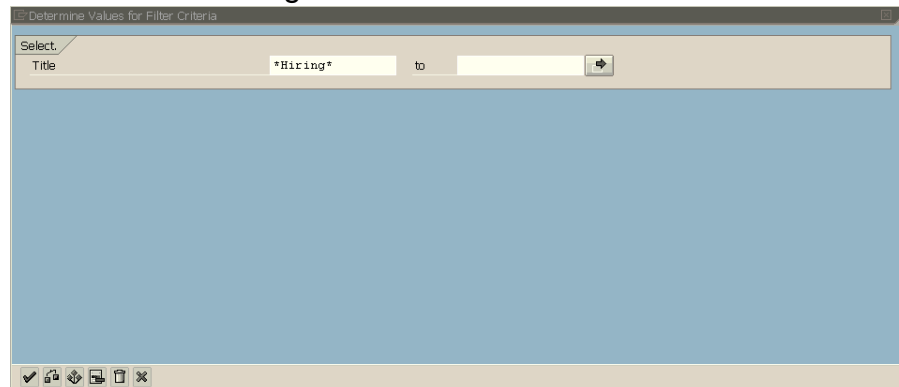 Determine Values for Filter Criteria
Select.
Title *Hiring* to